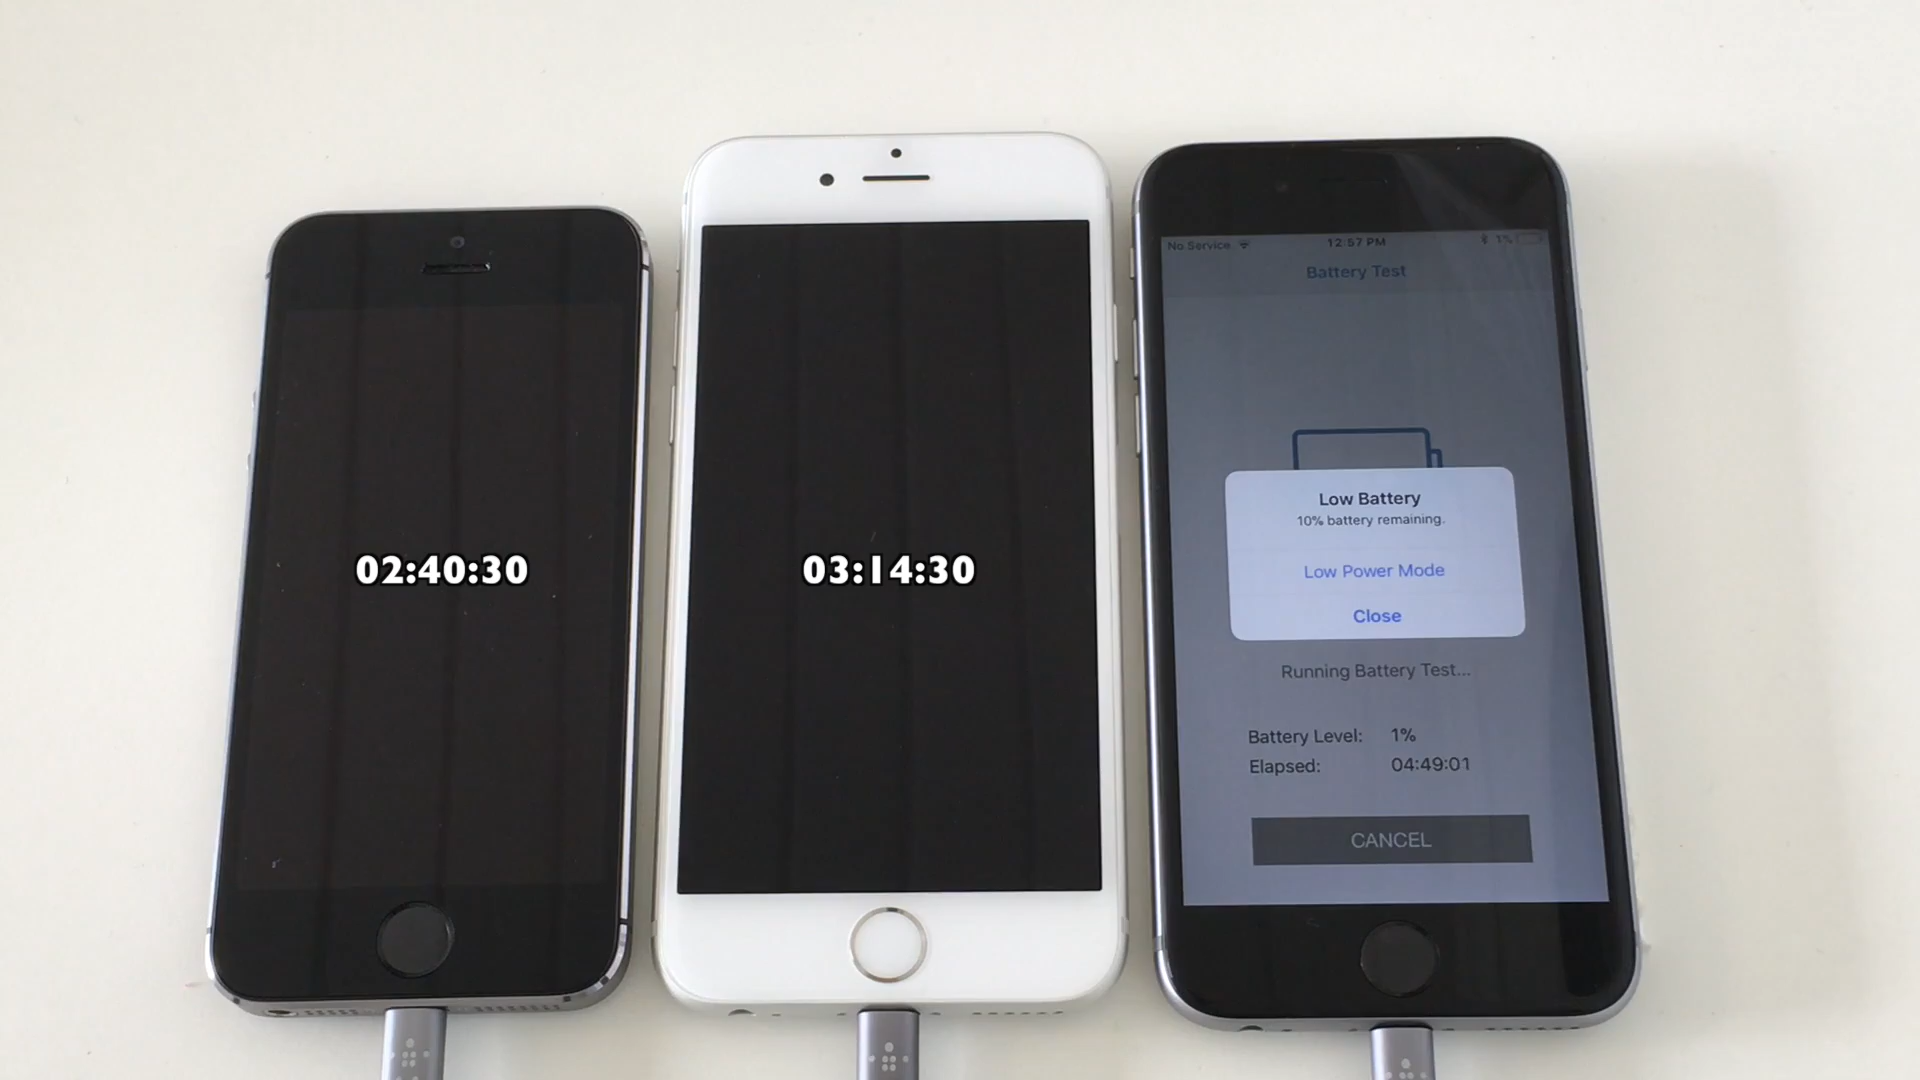 02:40:30
03:14:30
No Service 12:57 PM 1%
Battery Test
Low Battery
10% battery remaining.
Low Power Mode
Close
Running Battery Test...
Battery Level: 1%
Elapsed: 04:49:01
CANCEL